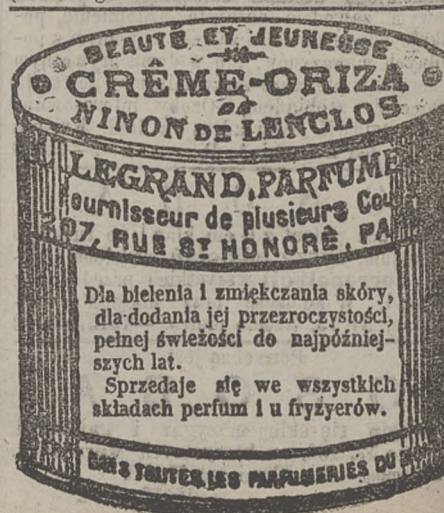 BEAUTÉ ET JEUNESSE
CRÊME-ORIZA
DE
NINON DE LENCLOS
LEGRAND, PARFUME
Fournisseur de plusieurs Cou
207, RUE ST HONORÉ, PA
Dla bielenia i zmiękczania skóry,
dla dodania jej przezroczystości,
pełnej świeżości do najpóźniej-
szych lat.
Sprzedaje się we wszystkich
składach perfum i u fryzyerów.
DANS TOUTES LES PARFUMERIES DU